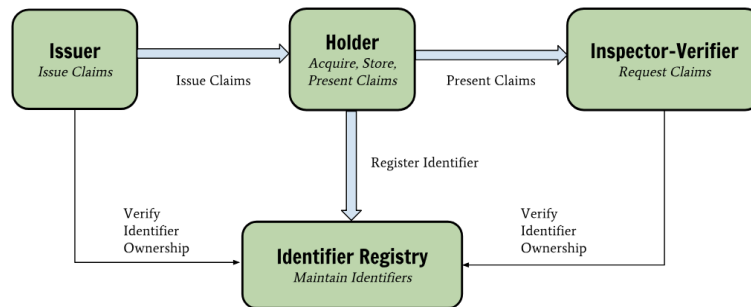 Issuer
Issue Claims
Issue Claims
Holder
Acquire, Store,
Present Claims
Present Claims
Inspector-Verifier
Request Claims
Register Identifier
Verify
Identifier
Ownership
Identifier Registry
Maintain Identifiers
Verify
Identifier
Ownership